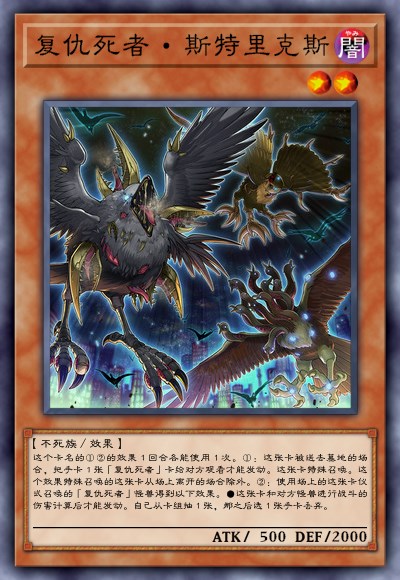 复仇死者・斯特里克斯
闇
やみ
【不死族/效果】
这个卡名的①②的效果1回合各能使用1次。①：这张卡被送去墓地的场
合，把手卡1张「复仇死者」卡给对方观看才能发动。这张卡特殊召唤。这
个效果特殊召唤的这张卡从场上离开的场合除外。②：使用场上的这张卡仪
式召唤的「复仇死者」怪兽得到以下效果。●这张卡和对方怪兽进行战斗的
伤害计算后才能发动。自己从卡组抽1张，那之后选1张手卡丢弃。
ATK/ 500 DEF/2000